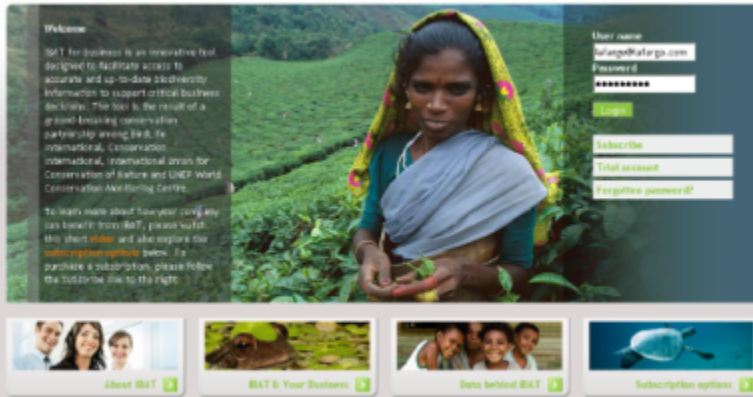 Welcome
IBAT for business is an innovative tool
designed to facilitate access to
accurate and up-to-date biodiversity
information to support critical business
decisions. The tool is the result of a
ground-breaking conservation
partnership among BirdLife
International, Conservation
International, International Union for
Conservation of Nature and UNEP World
Conservation Monitoring Centre.
To learn more about how your company
can benefit from IBAT, please watch
this short video and also explore the
subscription options below. To
purchase a subscription, please follow
the Subscribe link to the right
User name
lafarge@lafarge.com
Password
Login
Subscribe
Trial account
Forgotten password?
About IBAT
IBAT & Your Business
Data behind IBAT
Subscription options